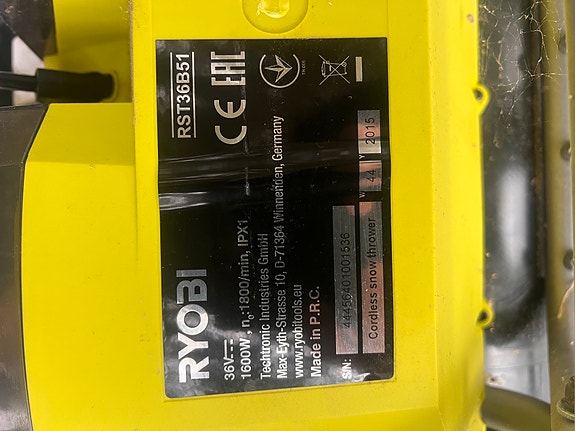 RYOBI
RST36B51
36V
1600W , n₀:1800/min, IPX1
Techtronic Industries GmbH
Max-Eyth-Strasse 10, D-71364 Winnenden, Germany
www.ryobitools.eu
Made in P.R.C.
CE EAC
S/N:
44456401001536
W 44 Y 2015
Cordless snow thrower